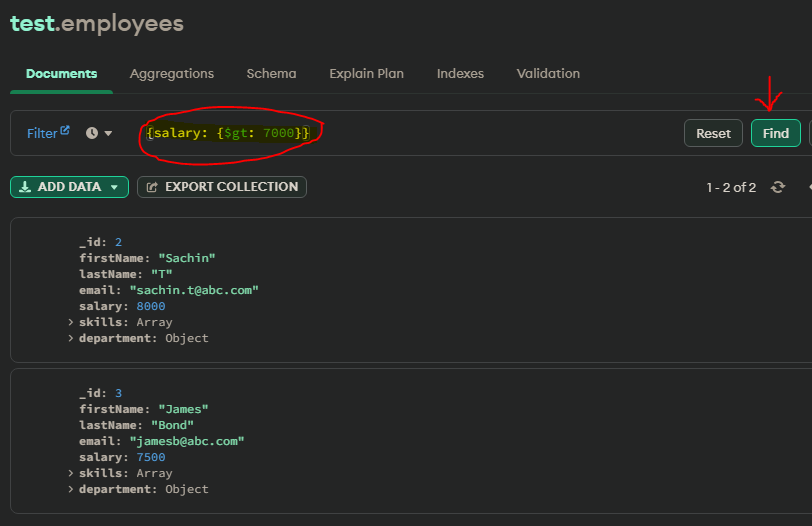 test.employees
Documents Aggregations Schema Explain Plan Indexes Validation
Filter {salary: {$gt: 7000}} Reset Find
ADD DATA EXPORT COLLECTION 1 - 2 of 2
_id: 2
firstName: "Sachin"
lastName: "T"
email: "sachin.t@abc.com"
salary: 8000
skills: Array
department: Object
_id: 3
firstName: "James"
lastName: "Bond"
email: "jamesb@abc.com"
salary: 7500
skills: Array
department: Object